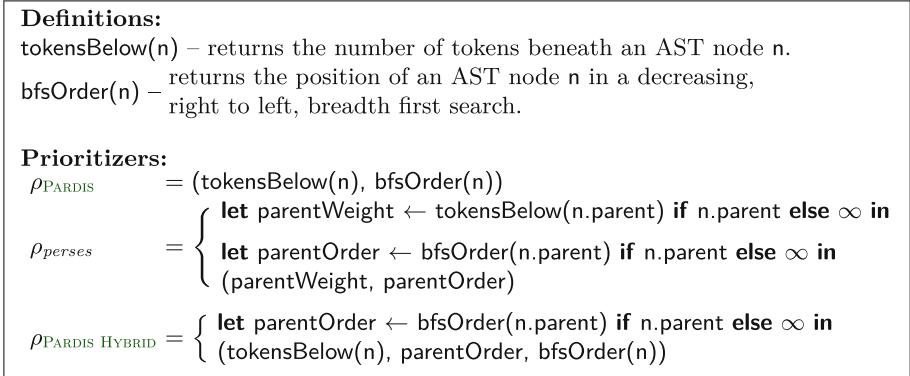 Definitions:
tokensBelow(n) – returns the number of tokens beneath an AST node n.
bfsOrder(n) – returns the position of an AST node n in a decreasing,
right to left, breadth first search.
Prioritizers:
ρPardis = (tokensBelow(n), bfsOrder(n))
let parentWeight ← tokensBelow(n.parent) if n.parent else ∞ in
ρperses = { let parentOrder ← bfsOrder(n.parent) if n.parent else ∞ in
(parentWeight, parentOrder)
let parentOrder ← bfsOrder(n.parent) if n.parent else ∞ in
ρPardis Hybrid = { (tokensBelow(n), parentOrder, bfsOrder(n))